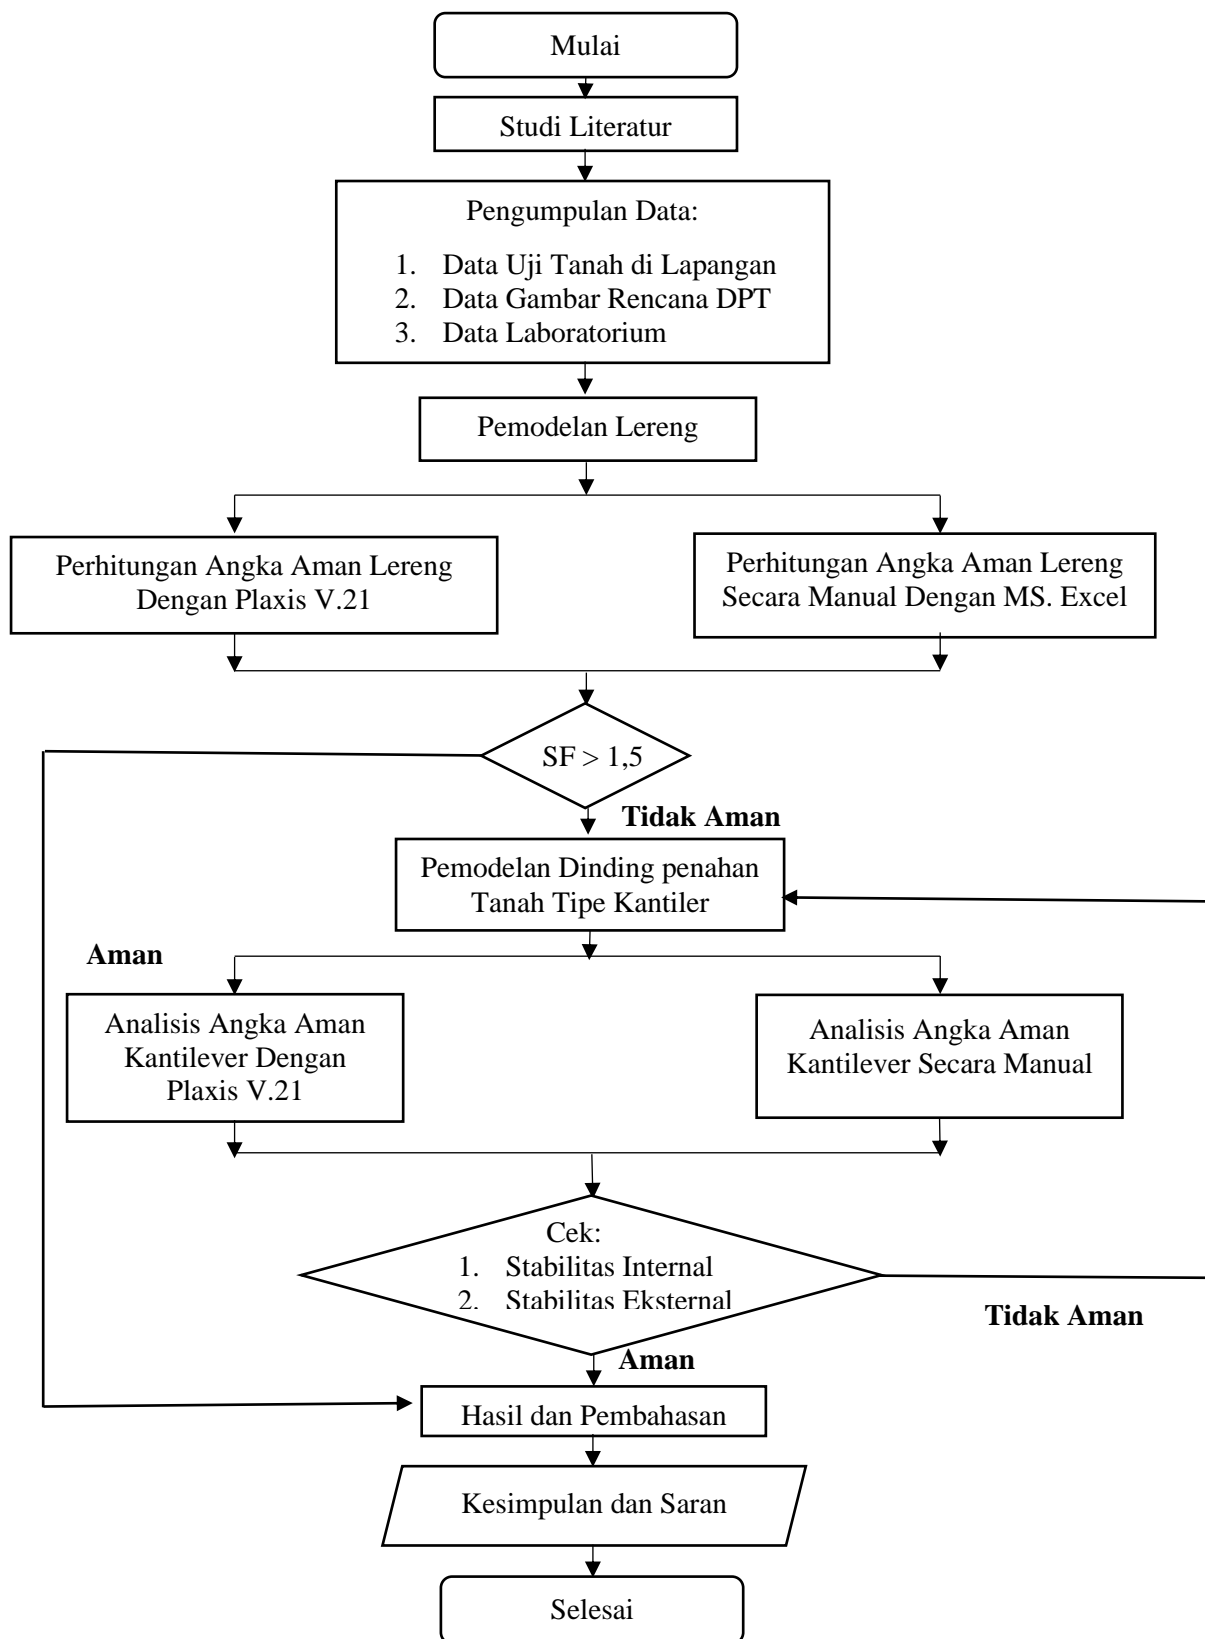 Mulai
Studi Literatur
Pengumpulan Data:
1. Data Uji Tanah di Lapangan
2. Data Gambar Rencana DPT
3. Data Laboratorium
Pemodelan Lereng
Perhitungan Angka Aman Lereng
Dengan Plaxis V.21
Perhitungan Angka Aman Lereng
Secara Manual Dengan MS. Excel
SF > 1,5
Tidak Aman
Pemodelan Dinding penahan
Tanah Tipe Kantiler
Aman
Analisis Angka Aman
Kantilever Dengan
Plaxis V.21
Analisis Angka Aman
Kantilever Secara Manual
Cek:
1. Stabilitas Internal
2. Stabilitas Eksternal
Tidak Aman
Aman
Hasil dan Pembahasan
Kesimpulan dan Saran
Selesai